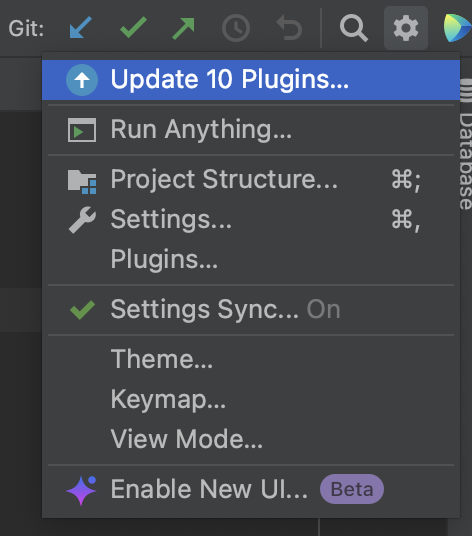 Git:
Update 10 Plugins...
Run Anything...
Project Structure... ⌘;
Settings... ⌘,
Plugins...
Settings Sync... On
Theme...
Keymap...
View Mode...
Enable New UI... Beta
Database